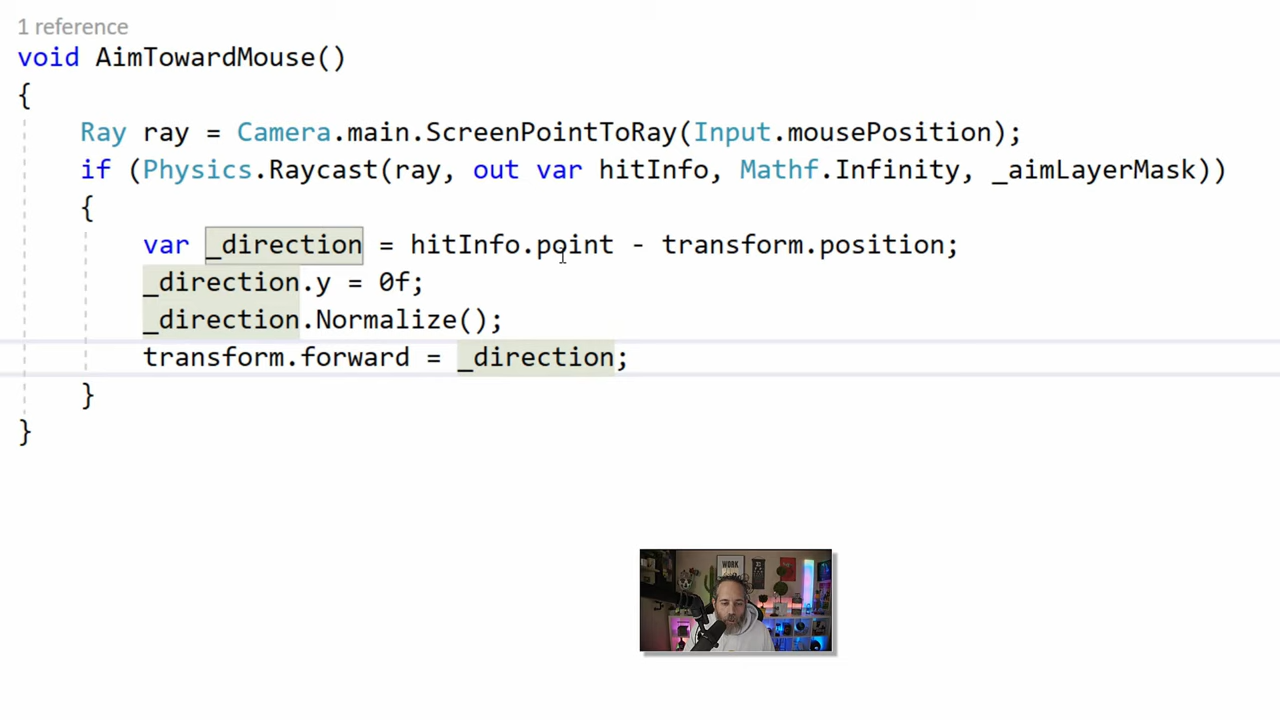 1 reference
void AimTowardMouse()
{
Ray ray = Camera.main.ScreenPointToRay(Input.mousePosition);
if (Physics.Raycast(ray, out var hitInfo, Mathf.Infinity, _aimLayerMask))
{
var _direction = hitInfo.point - transform.position;
_direction.y = 0f;
_direction.Normalize();
transform.forward = _direction;
}
}
WORK